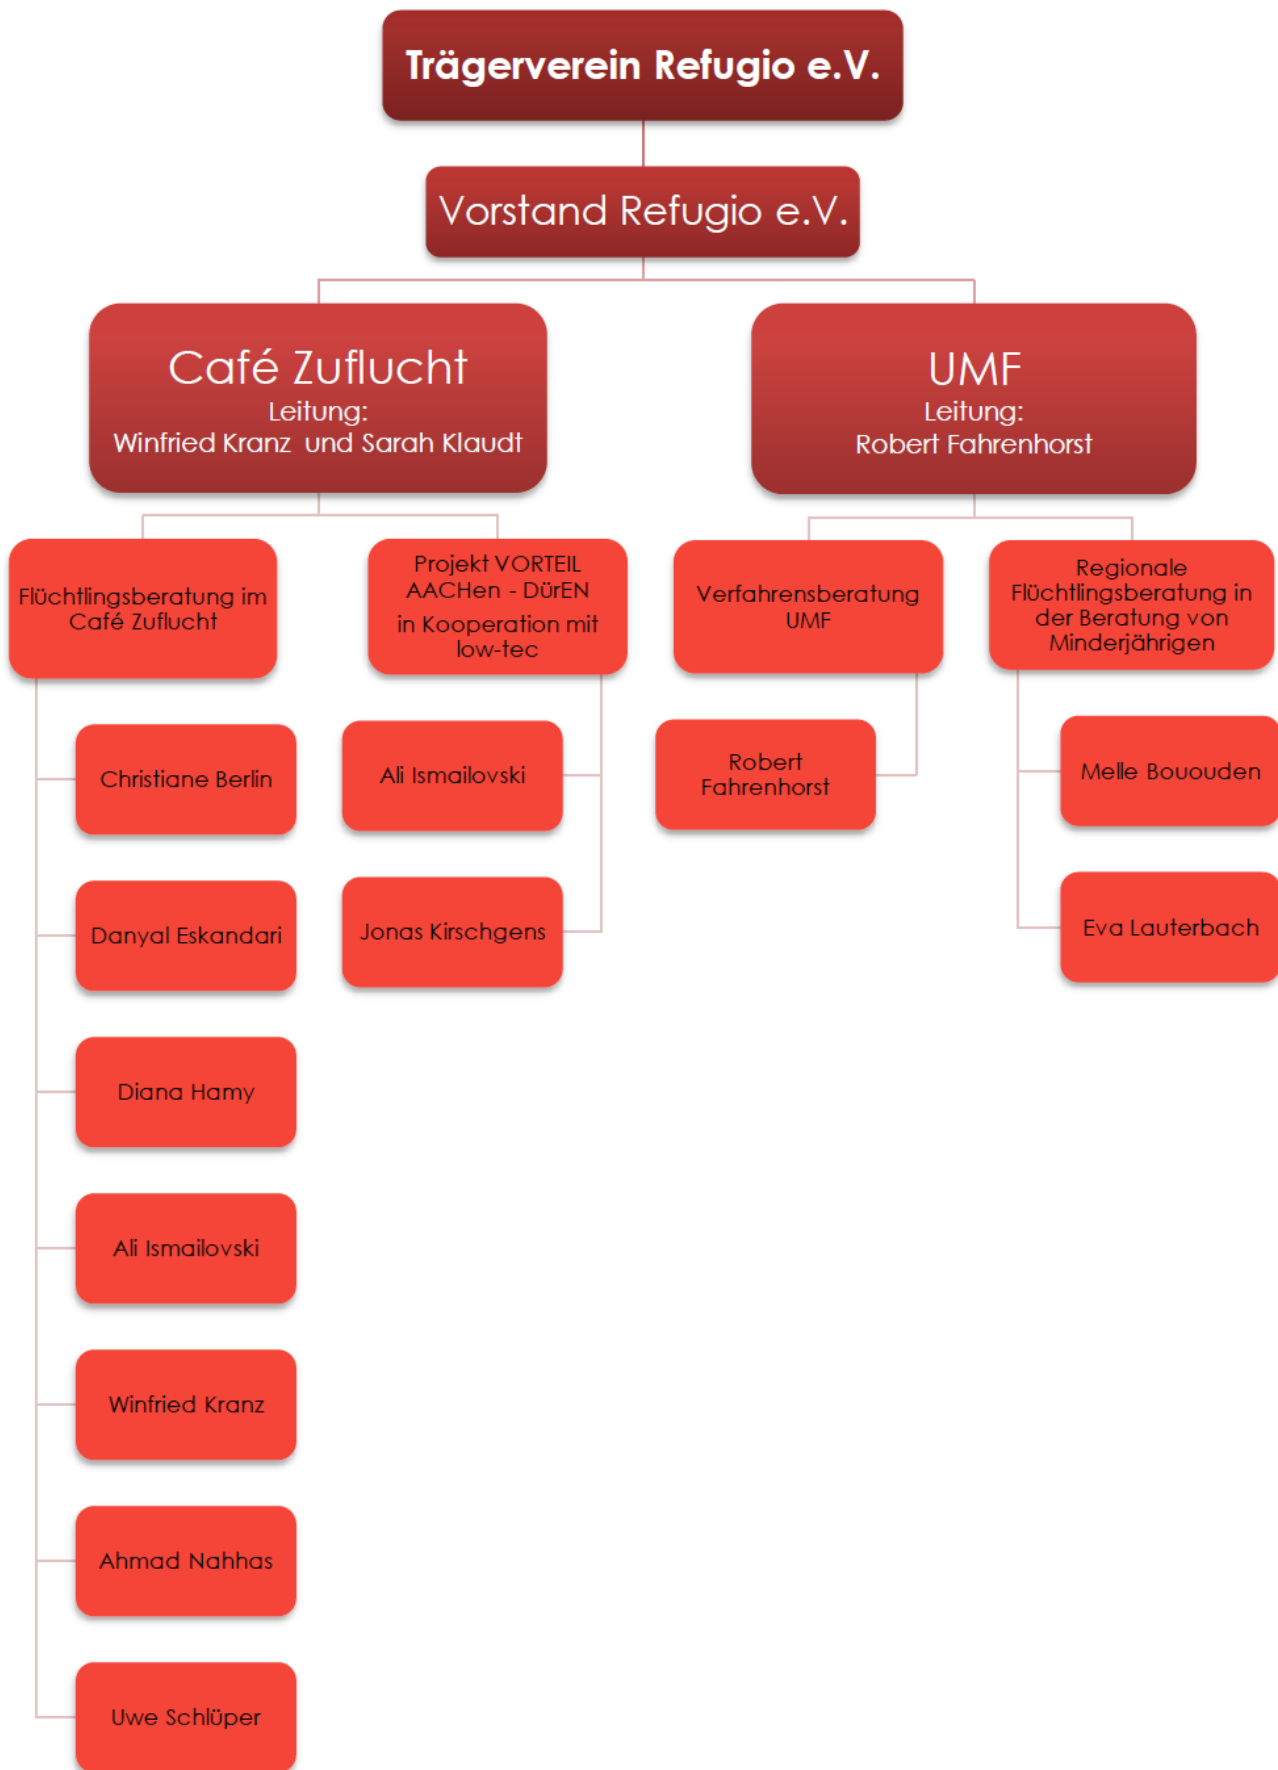 Trägerverein Refugio e.V.
Vorstand Refugio e.V.
Café Zuflucht
Leitung:
Winfried Kranz und Sarah Klaudt
UMF
Leitung:
Robert Fahrenhorst
Flüchtlingsberatung im
Café Zuflucht
Projekt VORTEIL
AACHen - DürEN
in Kooperation mit
low-tec
Verfahrensberatung
UMF
Regionale
Flüchtlingsberatung in
der Beratung von
Minderjährigen
Christiane Berlin
Danyal Eskandari
Diana Hamy
Ali Ismailovski
Winfried Kranz
Ahmad Nahhas
Uwe Schlüper
Ali Ismailovski
Jonas Kirschgens
Robert
Fahrenhorst
Melle Bououden
Eva Lauterbach